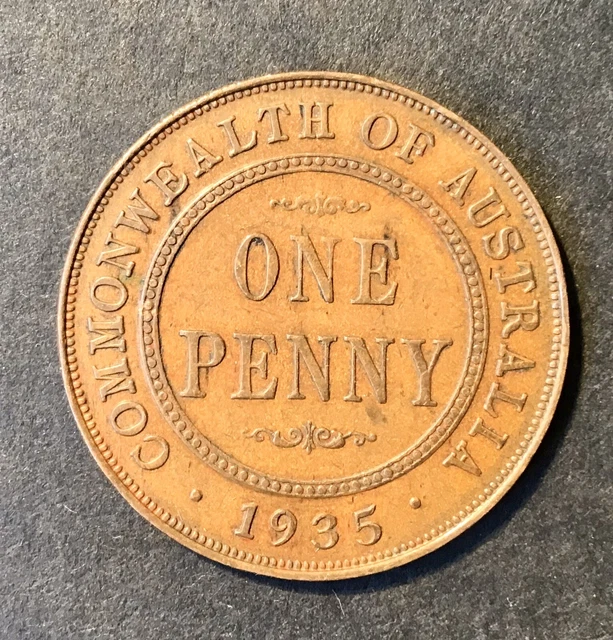 COMMONWEALTH OF AUSTRALIA
ONE
PENNY
· 1935 ·